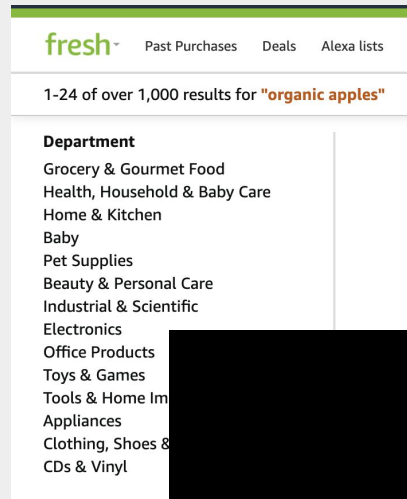 fresh Past Purchases Deals Alexa lists
1-24 of over 1,000 results for "organic apples"
Department
Grocery & Gourmet Food
Health, Household & Baby Care
Home & Kitchen
Baby
Pet Supplies
Beauty & Personal Care
Industrial & Scientific
Electronics
Office Products
Toys & Games
Tools & Home
Appliances
Clothing, Shoes &
CDs & Vinyl